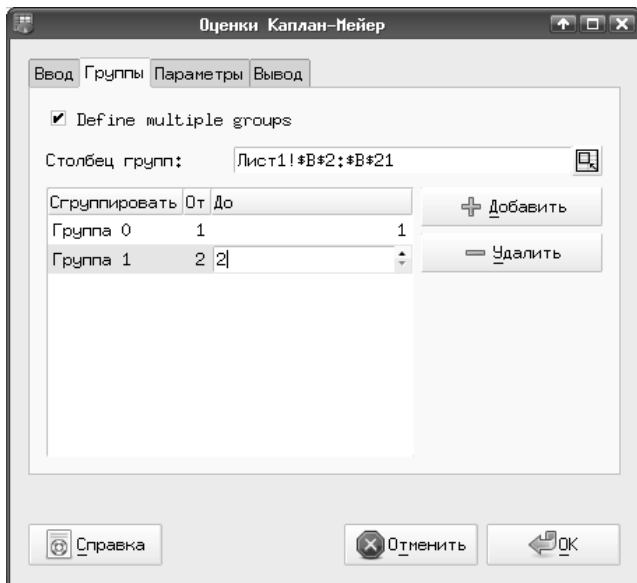 Оценки Каплан-Мейер
Ввод Группы Параметры Вывод
Define multiple groups
Столбец групп: Лист1!$B$2:$B$21
Сгруппировать От До
Добавить
Группа 0 1 1
Группа 1 2 2
Удалить
Справка Отменить OK